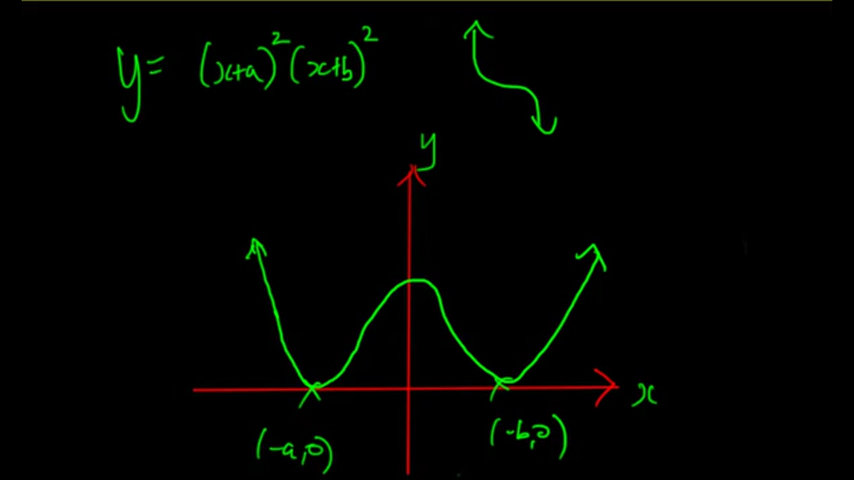 y= (x+a)² (x+b)²
y
x
(-a,0)
(-b,0)